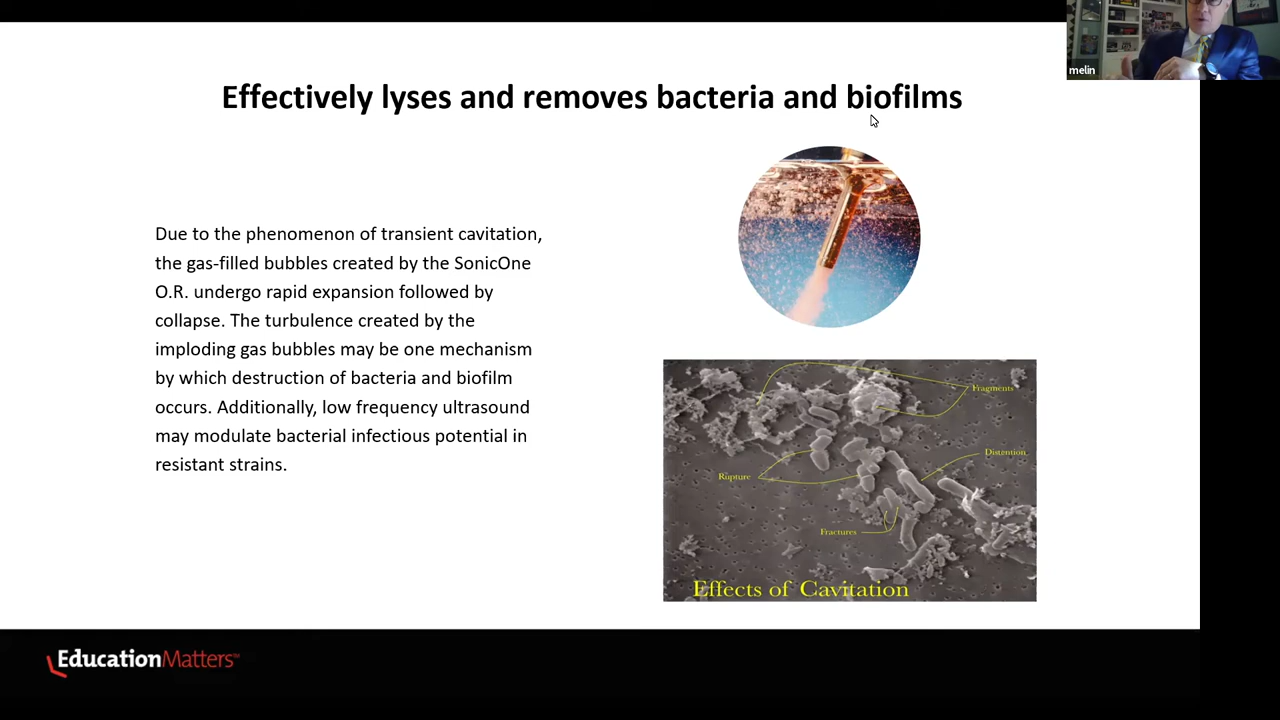 melin
Effectively lyses and removes bacteria and biofilms
Due to the phenomenon of transient cavitation,
the gas-filled bubbles created by the SonicOne
O.R. undergo rapid expansion followed by
collapse. The turbulence created by the
imploding gas bubbles may be one mechanism
by which destruction of bacteria and biofilm
occurs. Additionally, low frequency ultrasound
may modulate bacterial infectious potential in
resistant strains.
Fragments
Distention
Rupture
Fractures
Effects of Cavitation
EducationMatters™